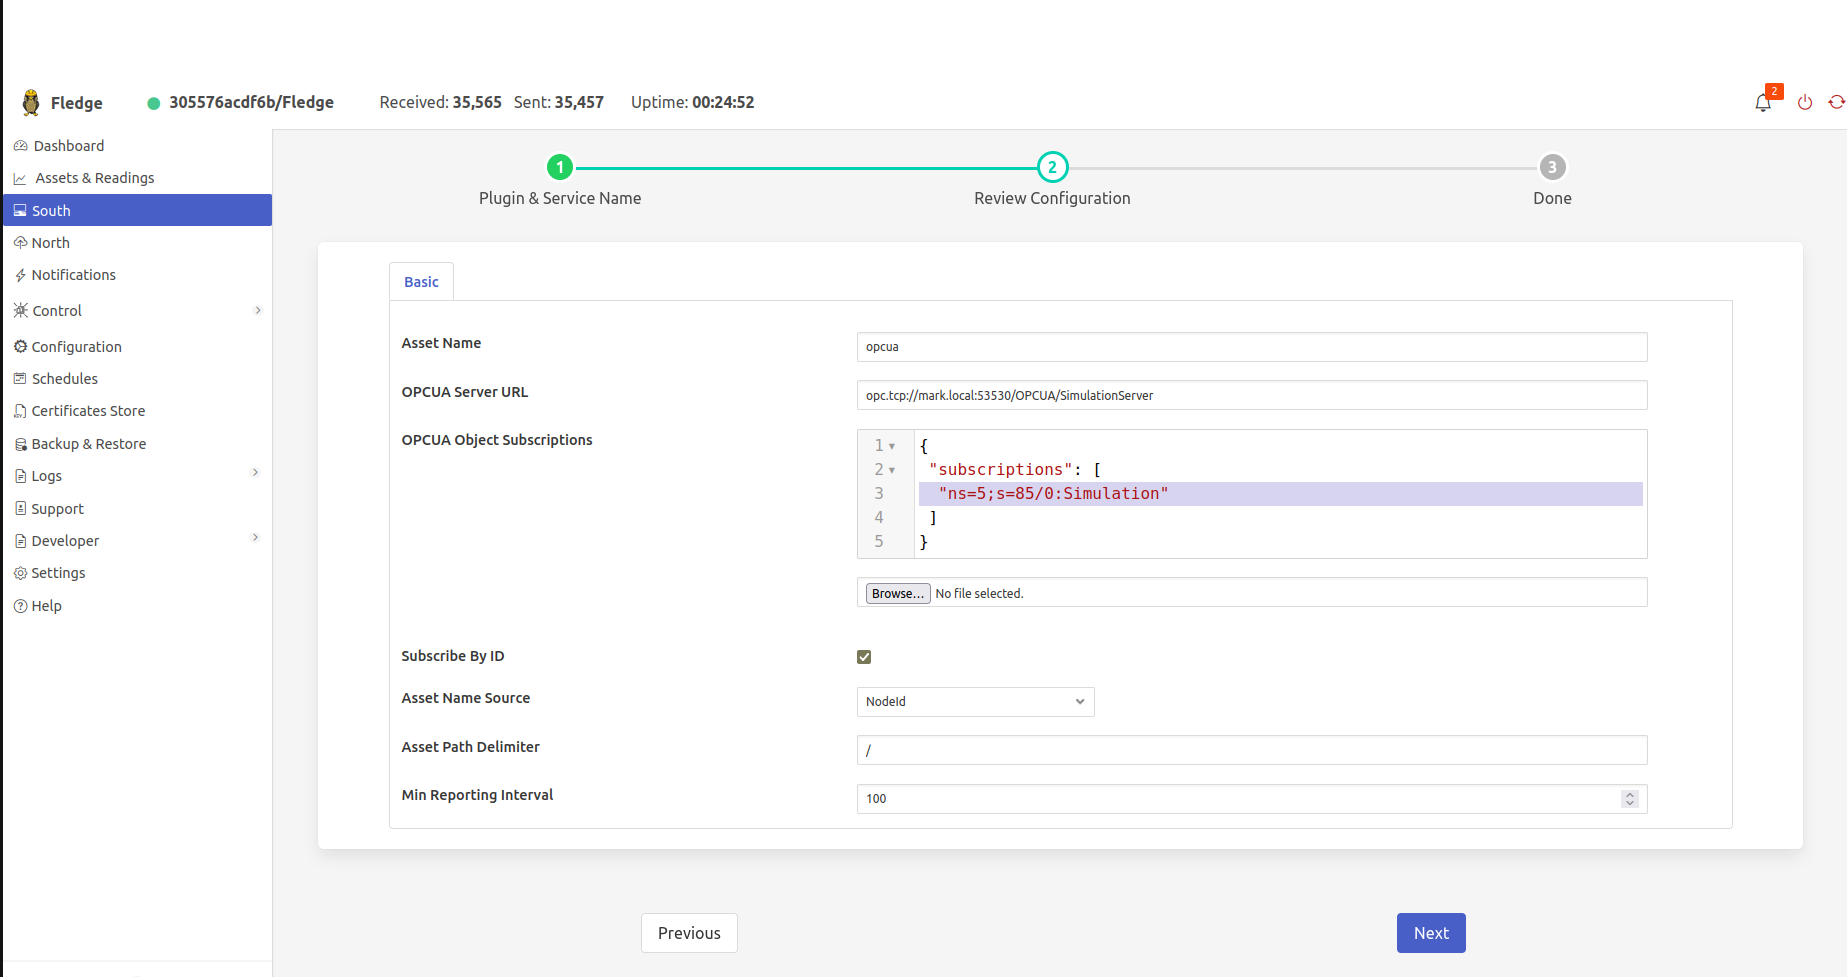 Fledge
305576acdf6b/Fledge
Received: 35,565 Sent: 35,457 Uptime: 00:24:52
2
Dashboard
Assets & Readings
South
North
Notifications
Control
Configuration
Schedules
Certificates Store
Backup & Restore
Logs
Support
Developer
Settings
Help
1
Plugin & Service Name
2
Review Configuration
3
Done
Basic
Asset Name
opcua
OPCUA Server URL
opc.tcp://mark.local:53530/OPCUA/SimulationServer
OPCUA Object Subscriptions
1 {
2 "subscriptions": [
3 "ns=5;s=85/0:Simulation"
4 ]
5 }
Browse... No file selected.
Subscribe By ID
Asset Name Source
NodeId
Asset Path Delimiter
/
Min Reporting Interval
100
Previous
Next